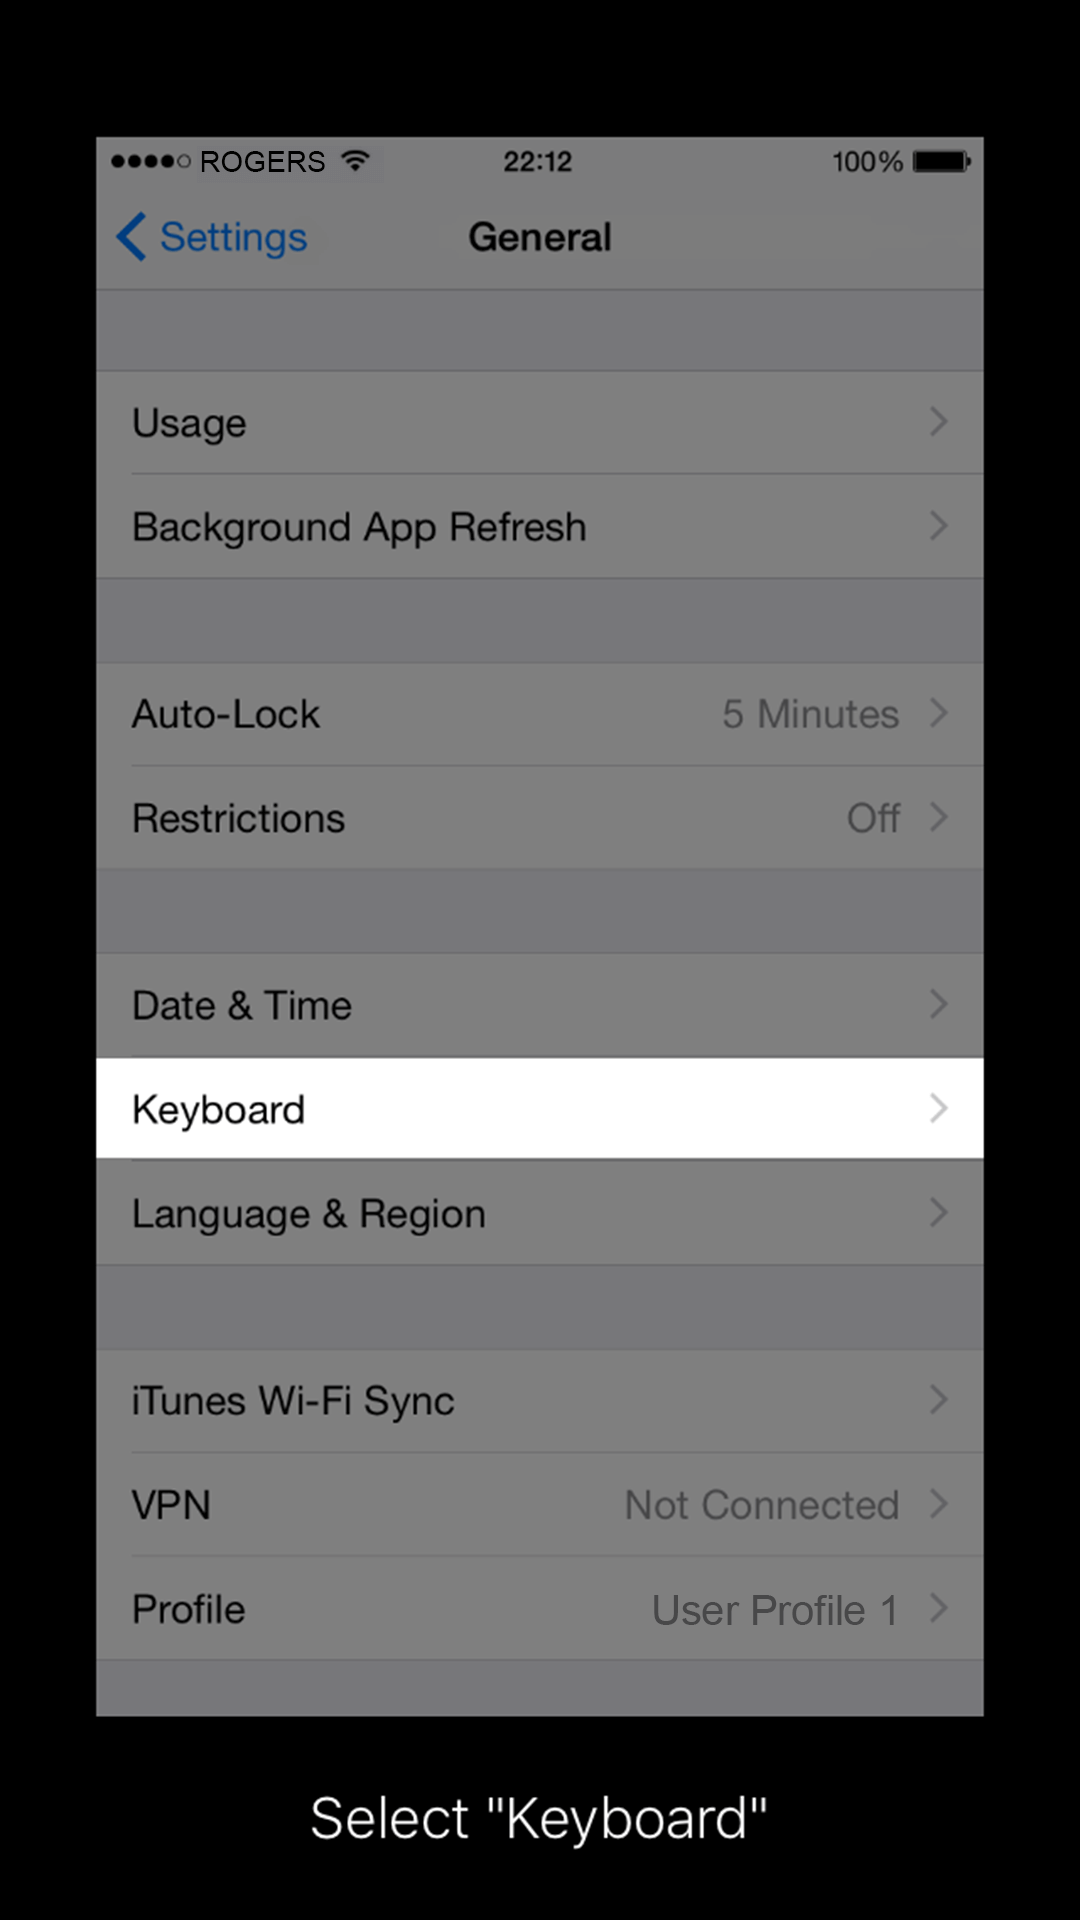 ROGERS 22:12 100%
Settings General
Usage
Background App Refresh
Auto-Lock 5 Minutes
Restrictions Off
Date & Time
Keyboard
Language & Region
iTunes Wi-Fi Sync
VPN Not Connected
Profile User Profile 1
Select "Keyboard"